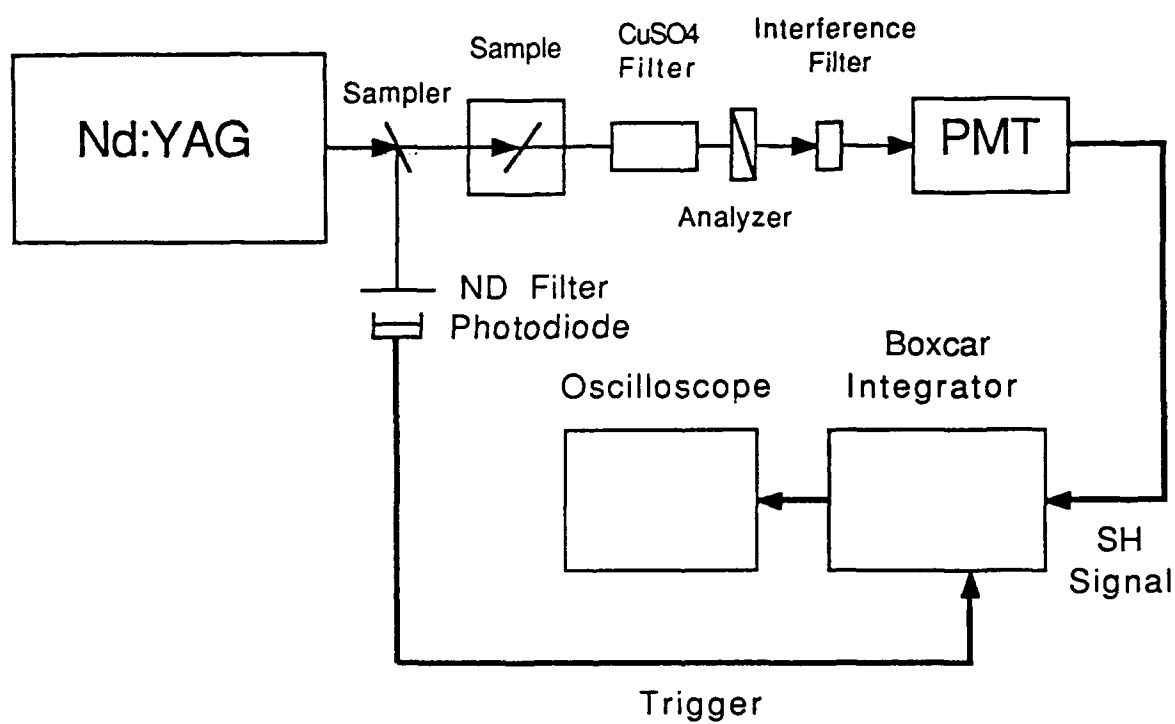 Nd:YAG
Sampler
Sample
CuSO4
Filter
Interference
Filter
Analyzer
PMT
ND Filter
Photodiode
Oscilloscope
Boxcar
Integrator
SH
Signal
Trigger